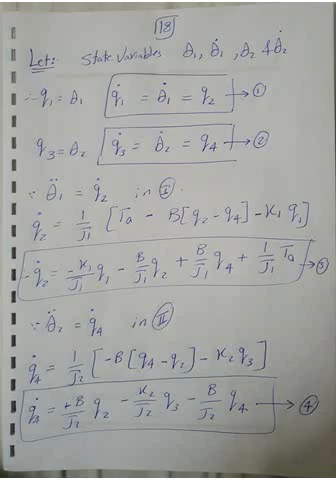 18
Let: State Variables θ1, θ̇1, θ2 & θ̇2
∴ q1 = θ1 q̇1 = θ̇1 = q2 → ①
q3 = θ2 q̇3 = θ̇2 = q4 → ②
∵ θ̈1 = q̇2 in Ⓘ
q̇2 = 1/J1 [Ta - B[q2 - q4] - K1 q1]
∴ q̇2 = -K1/J1 q1 - B/J1 q2 + B/J1 q4 + 1/J1 Ta → ③
∵ θ̈2 = q̇4 in Ⅱ
q̇4 = 1/J2 [-B[q4 - q2] - K2 q3]
q̇4 = +B/J2 q2 - K2/J2 q3 - B/J2 q4 → ④